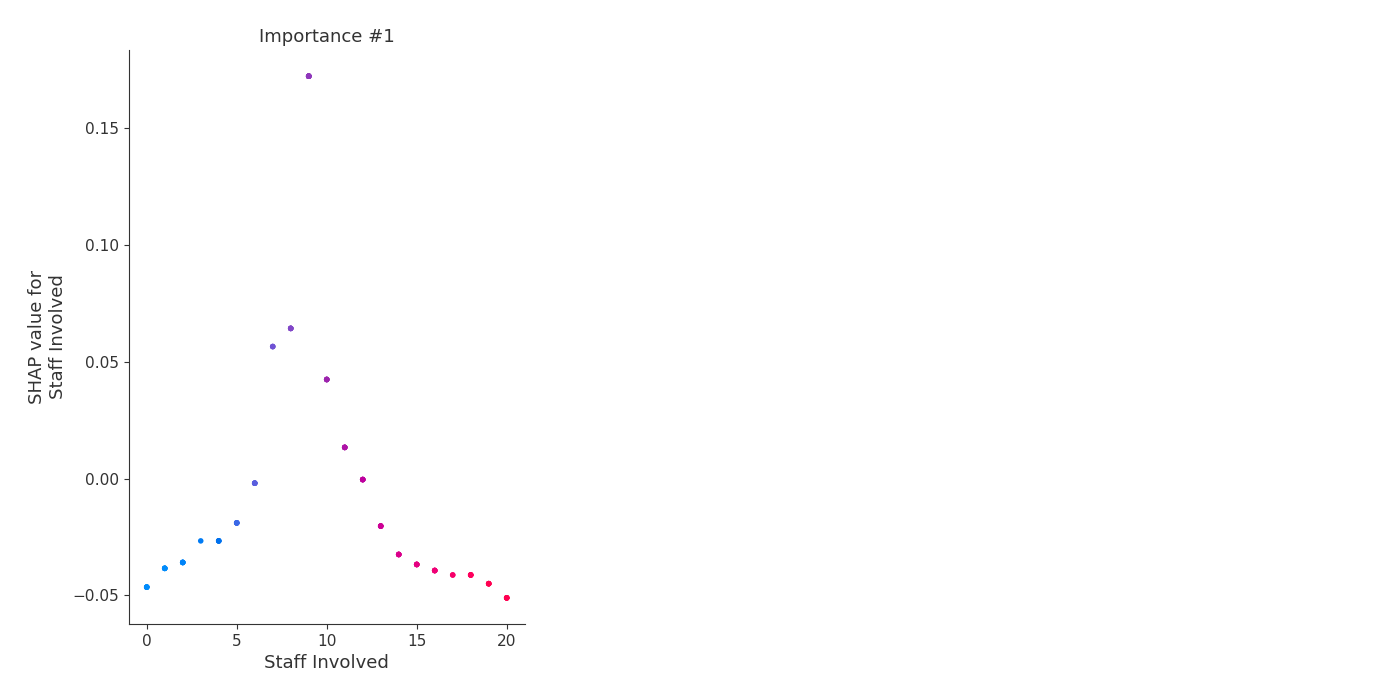 Importance #1
0.15
0.10
0.05
0.00
−0.05
SHAP value for
Staff Involved
0 5 10 15 20
Staff Involved